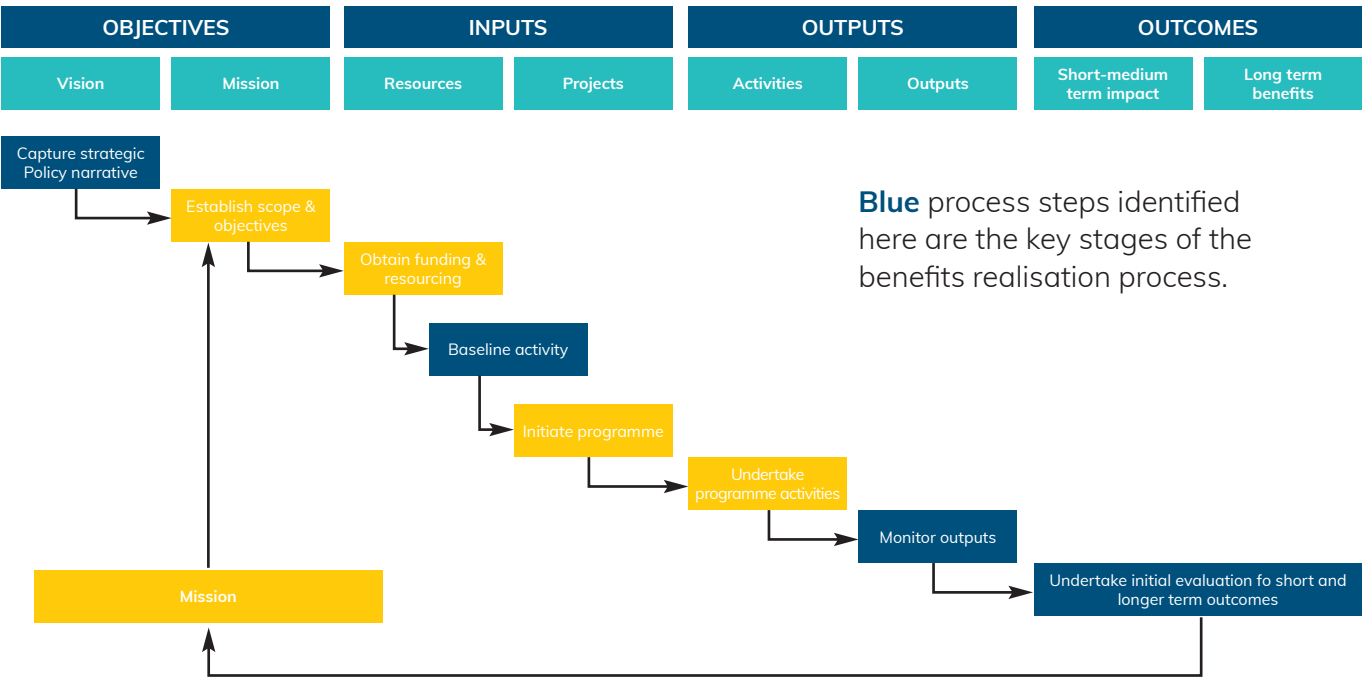 OBJECTIVES
INPUTS
OUTPUTS
OUTCOMES
Vision
Mission
Resources
Projects
Activities
Outputs
Short-medium
term impact
Long term
benefits
Capture strategic
Policy narrative
Establish scope &
objectives
Obtain funding &
resourcing
Blue process steps identified
here are the key stages of the
benefits realisation process.
Baseline activity
Initiate programme
Undertake
programme activities
Monitor outputs
Undertake initial evaluation fo short and
longer term outcomes
Mission